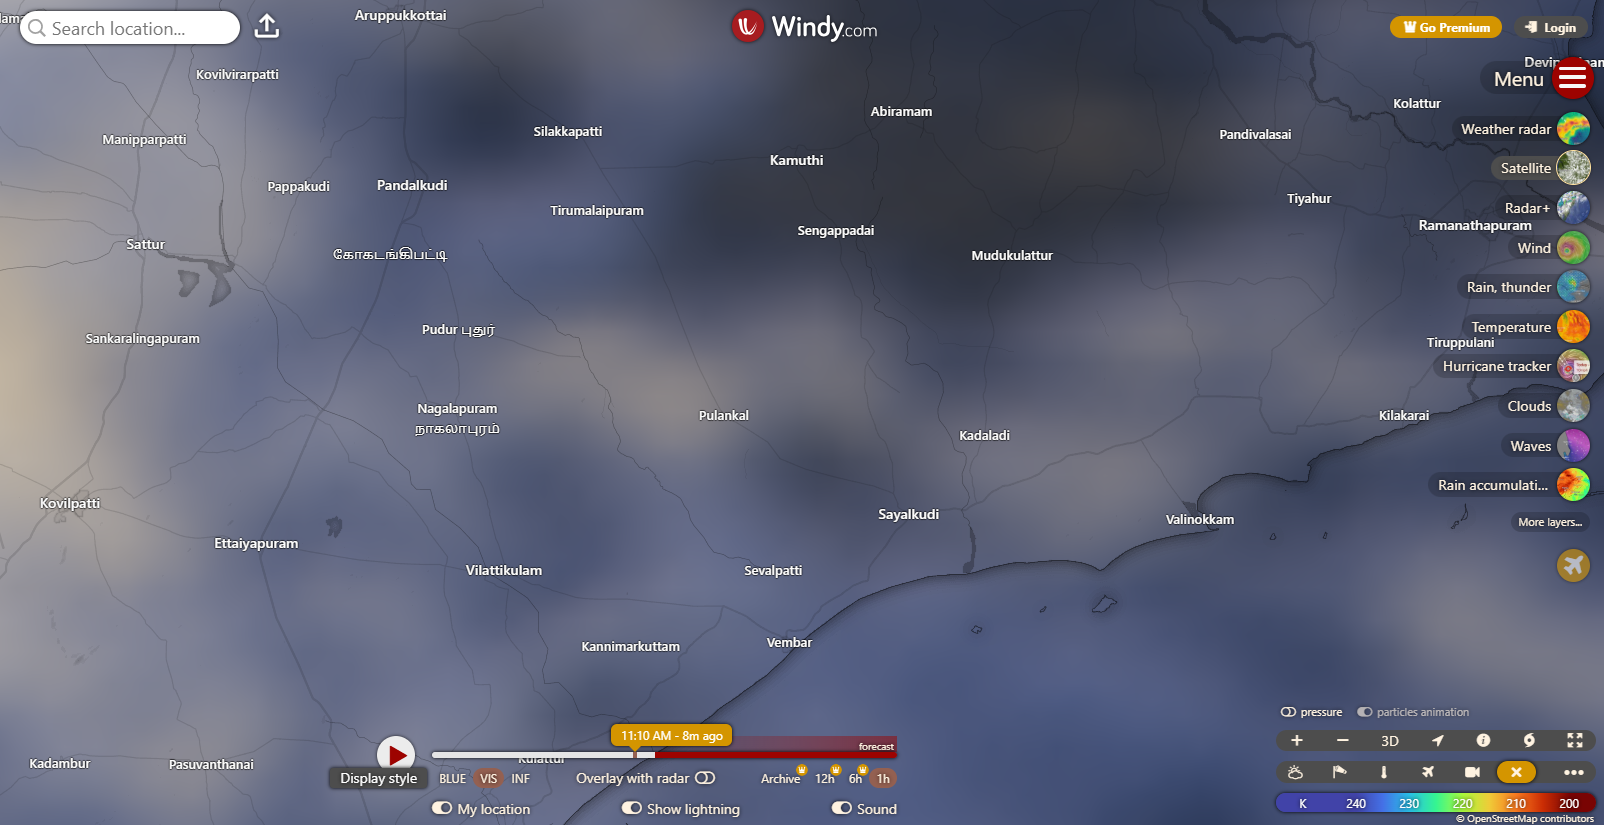 Aruppukkottai
Search location...
Windy.com
Go Premium
Login
Menu
Kovilvirarpatti
Kolattur
Abiramam
Silakkapatti
Pandivalasai
Weather radar
Manipparpatti
Kamuthi
Satellite
Pappakudi
Pandalkudi
Tiyahur
Radar+
Tirumalaipuram
Sengappadai
Ramanathapuram
Sattur
கோகடங்கிபட்டி
Mudukulattur
Wind
Rain, thunder
Pudur புதுர்
Temperature
Sankaralingapuram
Tiruppulani
Hurricane tracker
Nagalapuram
நாகலாபுரம்
Pulankal
Kilakarai
Clouds
Kadaladi
Waves
Rain accumulati...
Kovilpatti
Sayalkudi
Valinokkam
More layers...
Ettaiyapuram
Vilattikulam
Sevalpatti
Kannimarkuttam
Vembar
pressure
particles animation
11:10 AM - 8m ago
forecast
3D
Kadambur
Pasuvanthanai
Display style
BLUE VIS INF
Overlay with radar
Archive 12h 6h 1h
My location
Show lightning
Sound
K 240 230 220 210 200
© OpenStreetMap contributors